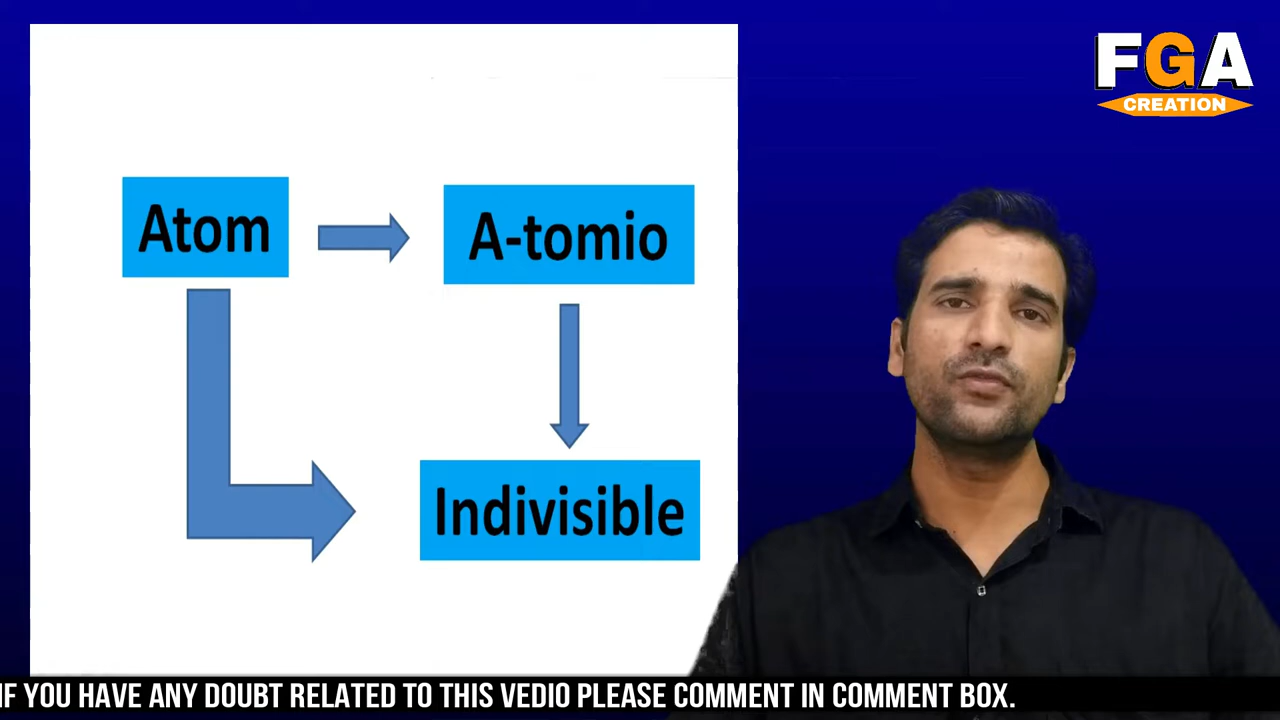 FGA
CREATION
Atom
A-tomio
Indivisible
IF YOU HAVE ANY DOUBT RELATED TO THIS VEDIO PLEASE COMMENT IN COMMENT BOX.